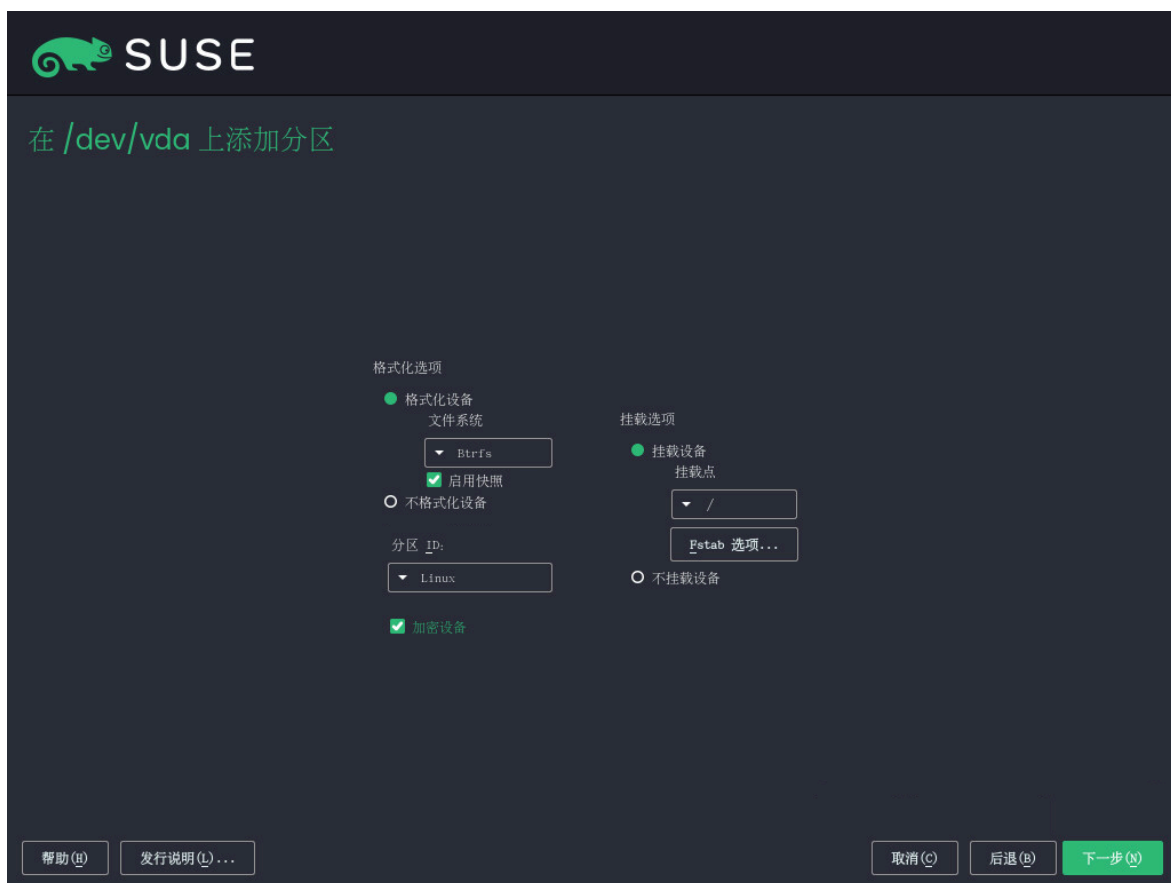 SUSE
在 /dev/vda 上添加分区
格式化选项
格式化设备
文件系统
Btrfs
启用快照
不格式化设备
分区 ID:
Linux
加密设备
挂载选项
挂载设备
挂载点
/
Fstab 选项...
不挂载设备
帮助(H)
发行说明(L)...
取消(C)
后退(B)
下一步(N)